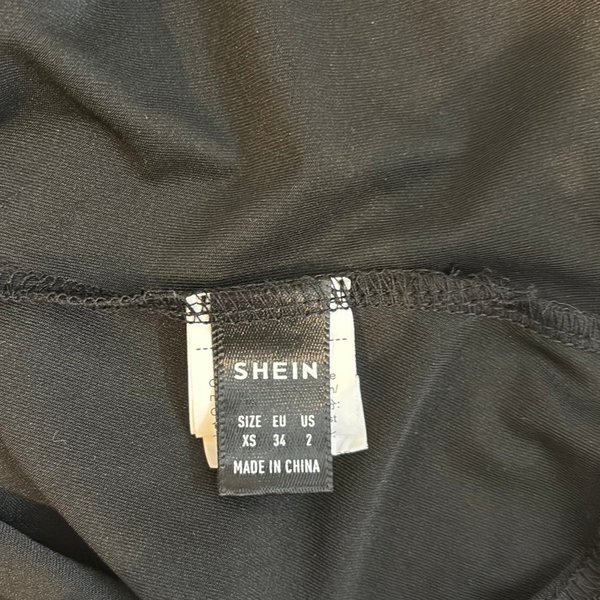 SHEIN
SIZE EU US
XS 34 2
MADE IN CHINA